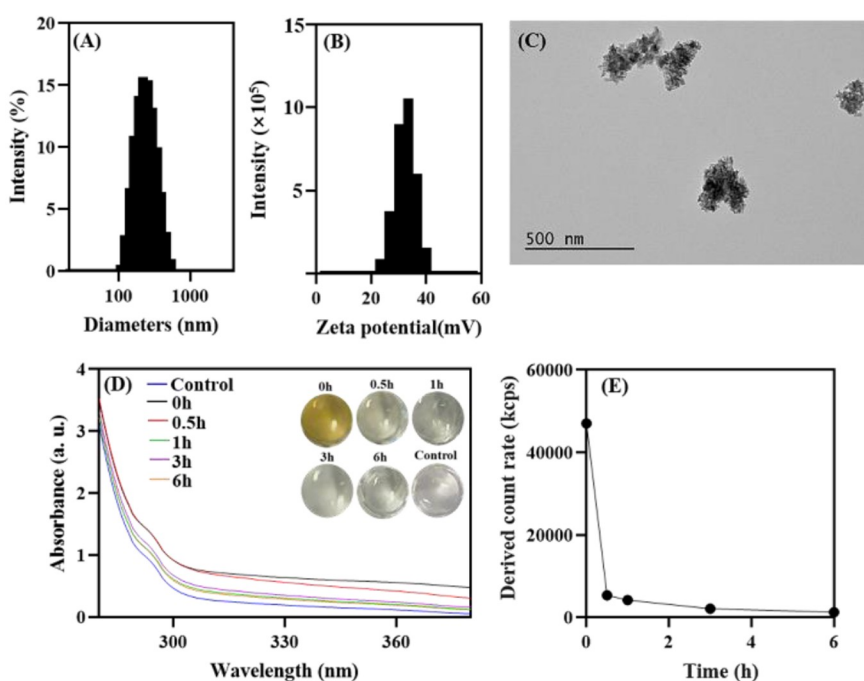 (A)
Intensity (%)
20
15
10
5
0
100 1000
Diameters (nm)
(B)
Intensity (×10⁵)
15
10
5
0 20 40 60
Zeta potential(mV)
(C)
500 nm
(D)
Absorbance (a. u.)
4
3
2
1
0
300 330 360
Wavelength (nm)
Control
0h
0.5h
1h
3h
6h
0h 0.5h 1h
3h 6h Control
(E)
Derived count rate (kcps)
60000
40000
20000
0
0 2 4 6
Time (h)